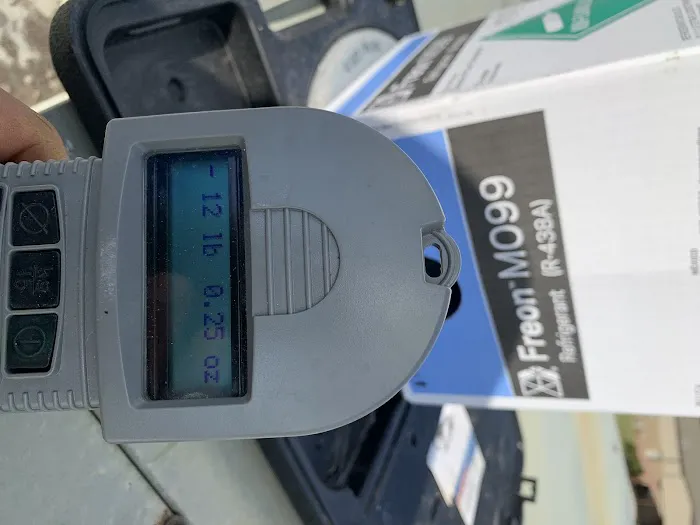 - 12 lb 0.25 oz
Freon™ MO99
Refrigerant (R-438A)